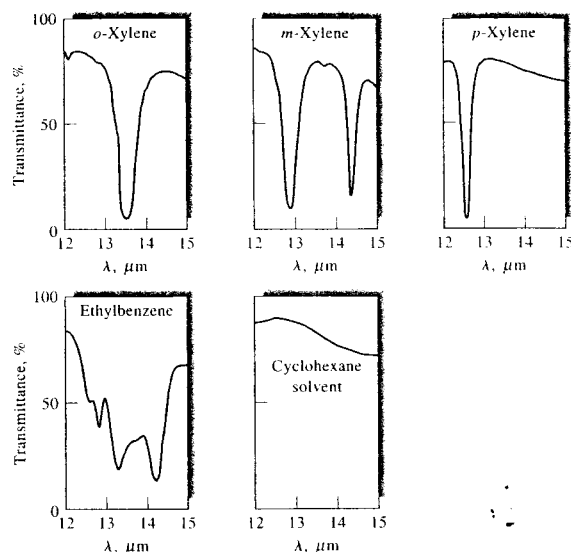 100
o-Xylene
m-Xylene
p-Xylene
Transmittance, %
50
0
12 13 14 15
λ, μm
12 13 14 15
λ, μm
12 13 14 15
λ, μm
100
Ethylbenzene
Cyclohexane
solvent
Transmittance, %
50
0
12 13 14 15
λ, μm
12 13 14 15
λ, μm